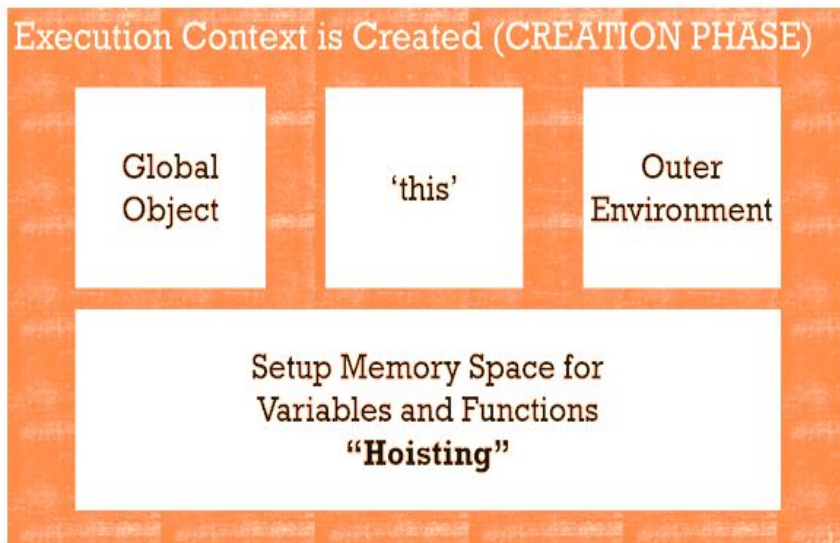 Execution Context is Created (CREATION PHASE)
Global
Object
‘this’
Outer
Environment
Setup Memory Space for
Variables and Functions
“Hoisting”